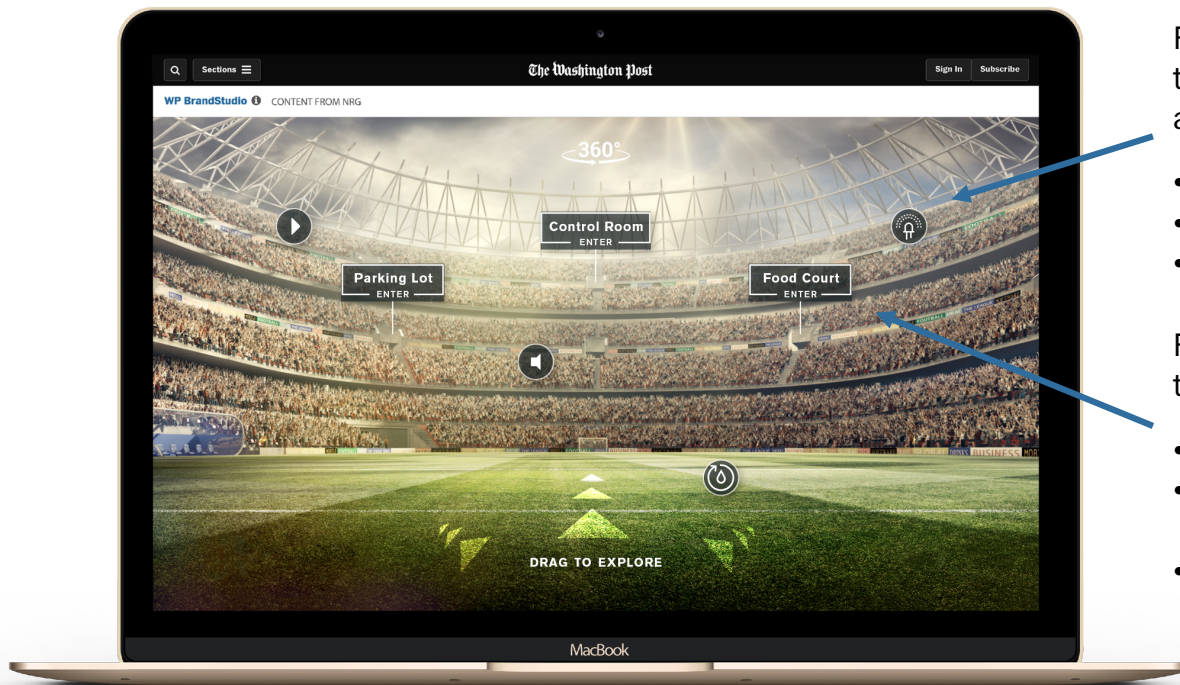 Sections
The Washington Post
Sign In
Subscribe
WP BrandStudio
CONTENT FROM NRG
360°
Control Room
ENTER
Parking Lot
ENTER
Food Court
ENTER
FOOTBALL
BUSINESS
DRAG TO EXPLORE
MacBook